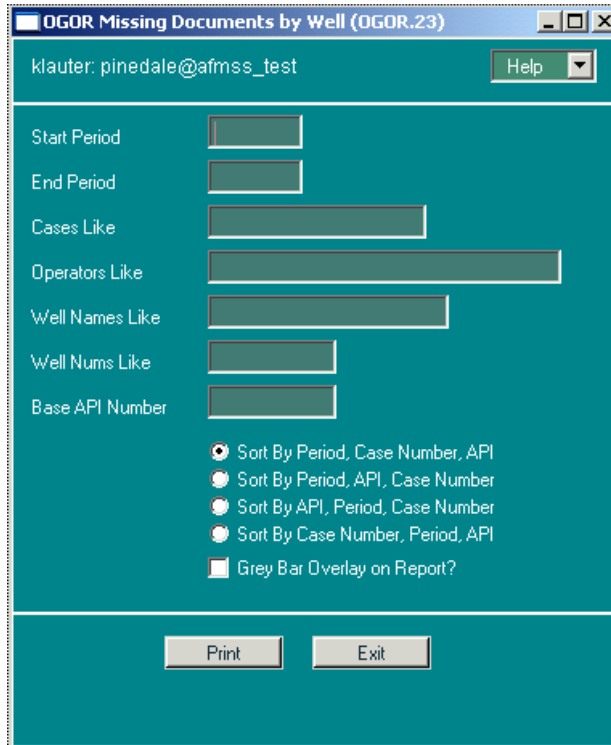 OGOR Missing Documents by Well (OGOR.23)
klauter: pinedale@afmss_test
Help
Start Period
End Period
Cases Like
Operators Like
Well Names Like
Well Nums Like
Base API Number
Sort By Period, Case Number, API
Sort By Period, API, Case Number
Sort By API, Period, Case Number
Sort By Case Number, Period, API
Grey Bar Overlay on Report?
Print Exit